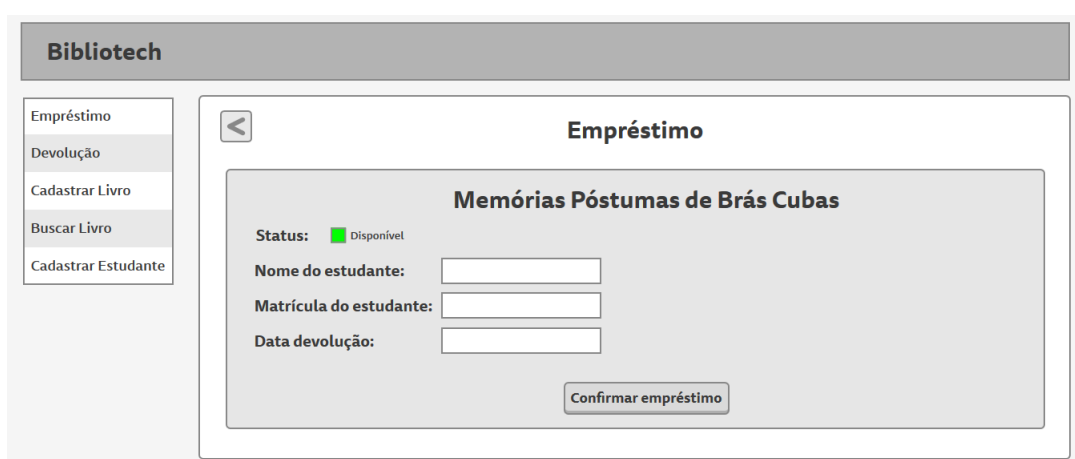 Bibliotech
Empréstimo
Devolução
Cadastrar Livro
Buscar Livro
Cadastrar Estudante
<
Empréstimo
Memórias Póstumas de Brás Cubas
Status: Disponível
Nome do estudante:
Matrícula do estudante:
Data devolução:
Confirmar empréstimo